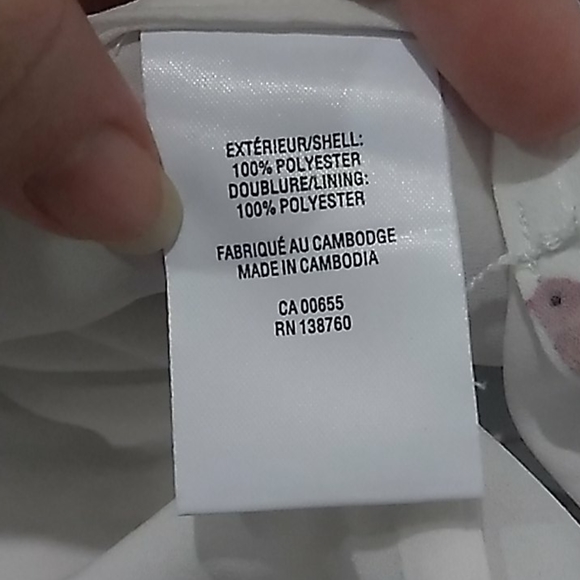 EXTÉRIEUR/SHELL:
100% POLYESTER
DOUBLURE/LINING:
100% POLYESTER
FABRIQUÉ AU CAMBODGE
MADE IN CAMBODIA
CA 00655
RN 138760